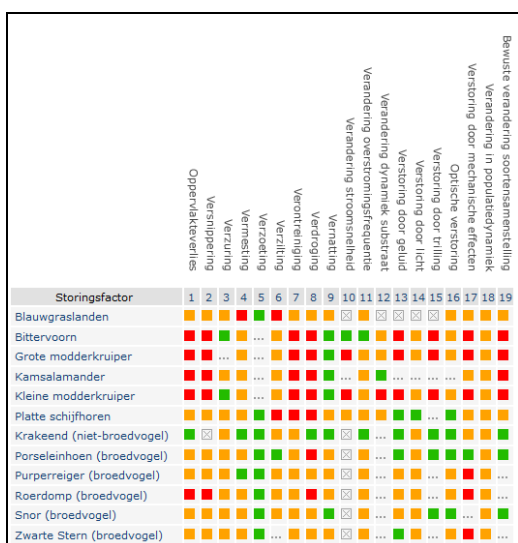 Oppervlakteverlies
Versnippering
Verzuring
Vermesting
Verzoeting
Verzilting
Verontreiniging
Verdroging
Vernatting
Verandering stroomsnelheid
Verandering overstromingsfrequentie
Verandering dynamiek substraat
Verstoring door geluid
Verstoring door licht
Verstoring door trilling
Optische verstoring
Verstoring door mechanische effecten
Verandering in populatiedynamiek
Bewuste verandering soortensamenstelling
Storingsfactor 1 2 3 4 5 6 7 8 9 10 11 12 13 14 15 16 17 18 19
Blauwgraslanden
Bittervoorn ...
Grote modderkruiper ... ...
Kamsalamander ... ... ... ... ... ...
Kleine modderkruiper ...
Platte schijfhoren ... ...
Krakeend (niet-broedvogel) ...
Porseleinhoen (broedvogel) ...
Purperreiger (broedvogel) ... ... ...
Roerdomp (broedvogel) ... ...
Snor (broedvogel) ... ...
Zwarte Stern (broedvogel) ... ... ...